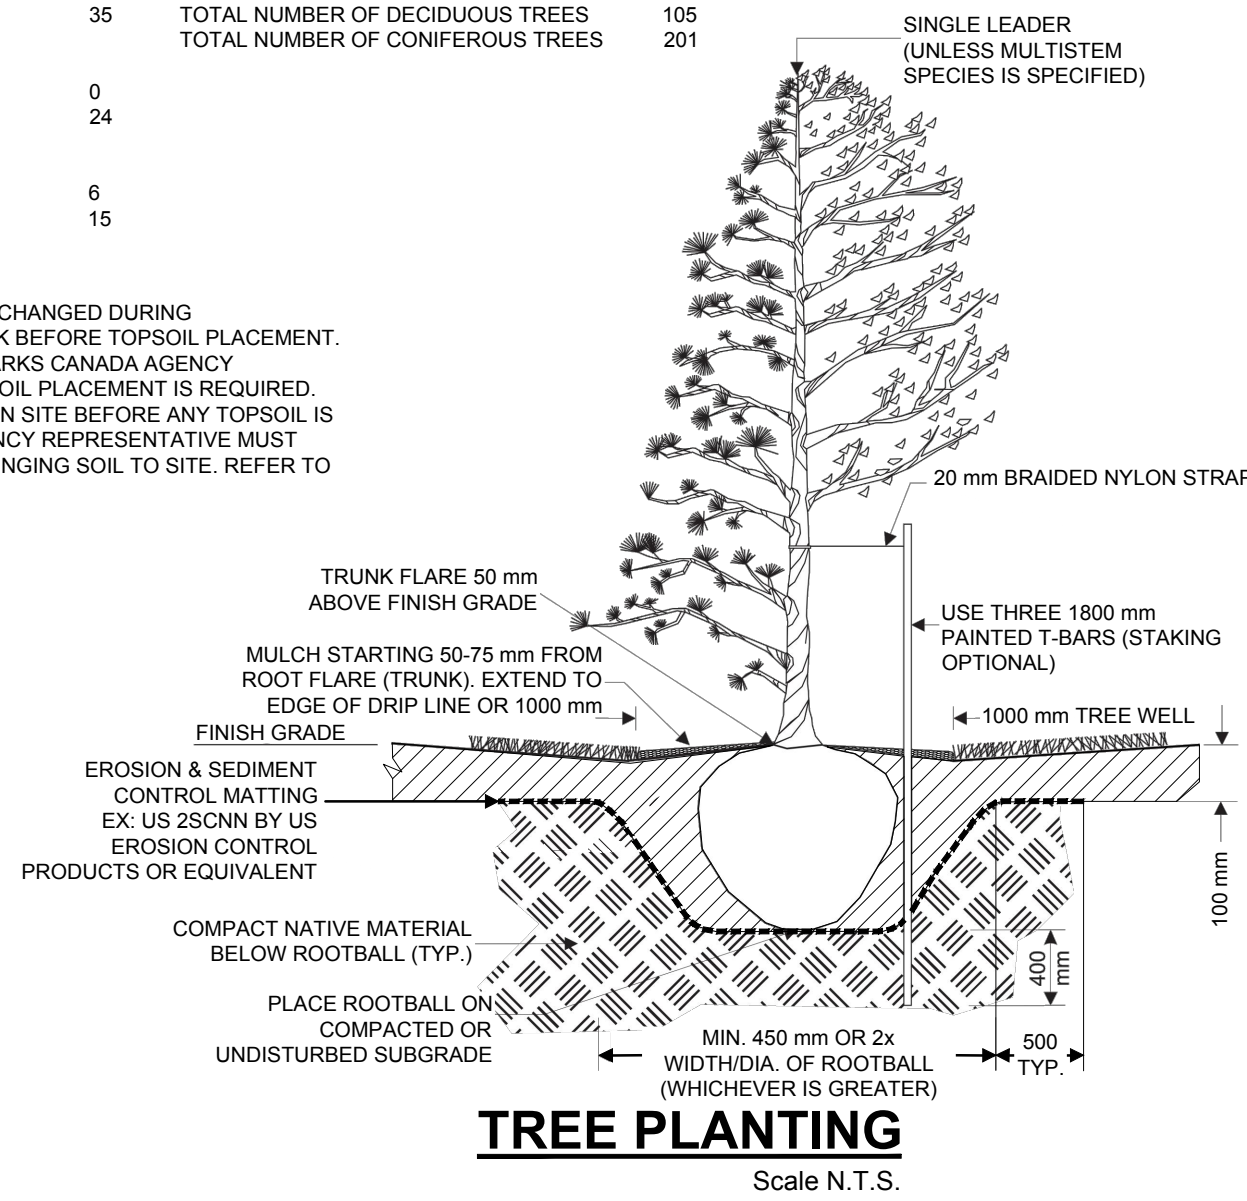 35 TOTAL NUMBER OF DECIDUOUS TREES 105
TOTAL NUMBER OF CONIFEROUS TREES 201
0
24
6
15
CHANGED DURING
K BEFORE TOPSOIL PLACEMENT.
ARKS CANADA AGENCY
SOIL PLACEMENT IS REQUIRED.
N SITE BEFORE ANY TOPSOIL IS
NCY REPRESENTATIVE MUST
NGING SOIL TO SITE. REFER TO
SINGLE LEADER
(UNLESS MULTISTEM
SPECIES IS SPECIFIED)
20 mm BRAIDED NYLON STRAP
TRUNK FLARE 50 mm
ABOVE FINISH GRADE
USE THREE 1800 mm
PAINTED T-BARS (STAKING
OPTIONAL)
MULCH STARTING 50-75 mm FROM
ROOT FLARE (TRUNK). EXTEND TO
EDGE OF DRIP LINE OR 1000 mm
1000 mm TREE WELL
FINISH GRADE
EROSION & SEDIMENT
CONTROL MATTING
EX: US 2SCNN BY US
EROSION CONTROL
PRODUCTS OR EQUIVALENT
100 mm
COMPACT NATIVE MATERIAL
BELOW ROOTBALL (TYP.)
400
mm
PLACE ROOTBALL ON
COMPACTED OR
UNDISTURBED SUBGRADE
MIN. 450 mm OR 2x
WIDTH/DIA. OF ROOTBALL
(WHICHEVER IS GREATER)
500
TYP.
TREE PLANTING
Scale N.T.S.